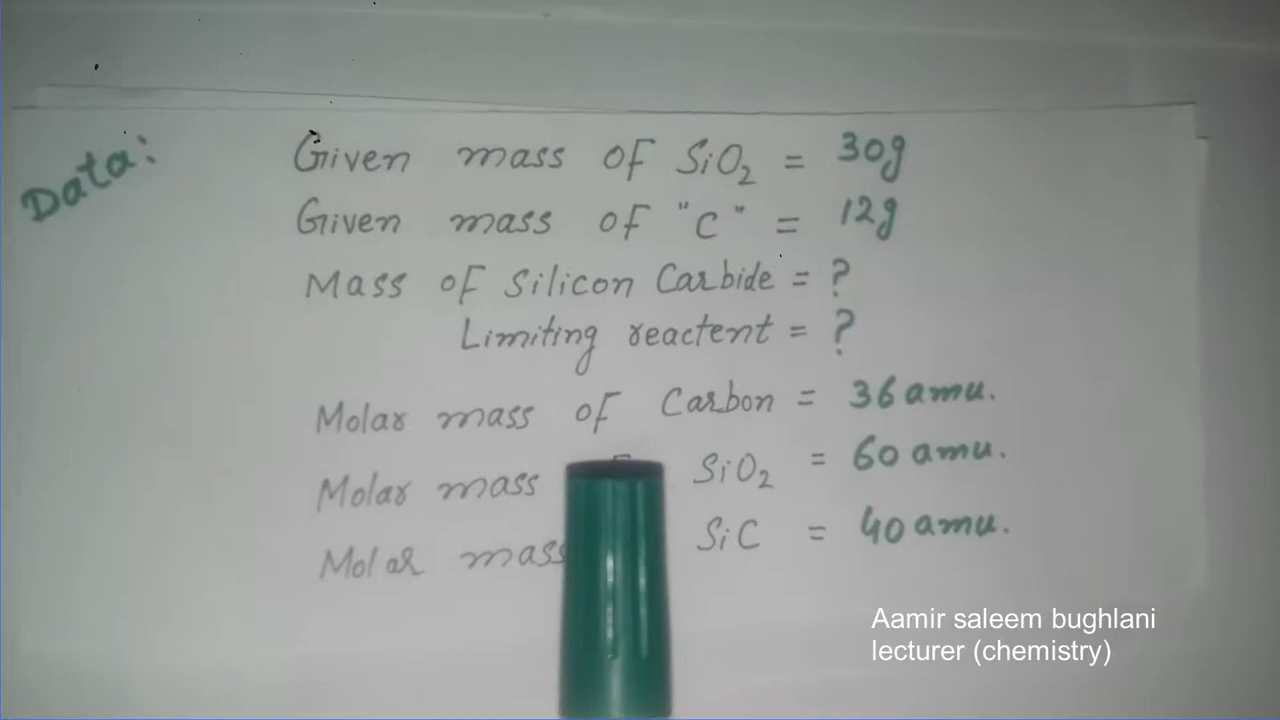 Data:
Given mass of SiO₂ = 30g
Given mass of "C" = 12g
Mass of Silicon Carbide = ?
Limiting reactent = ?
Molar mass of Carbon = 36 amu.
Molar mass SiO₂ = 60 amu.
Molar mass SiC = 40 amu.
Aamir saleem bughlani
lecturer (chemistry)